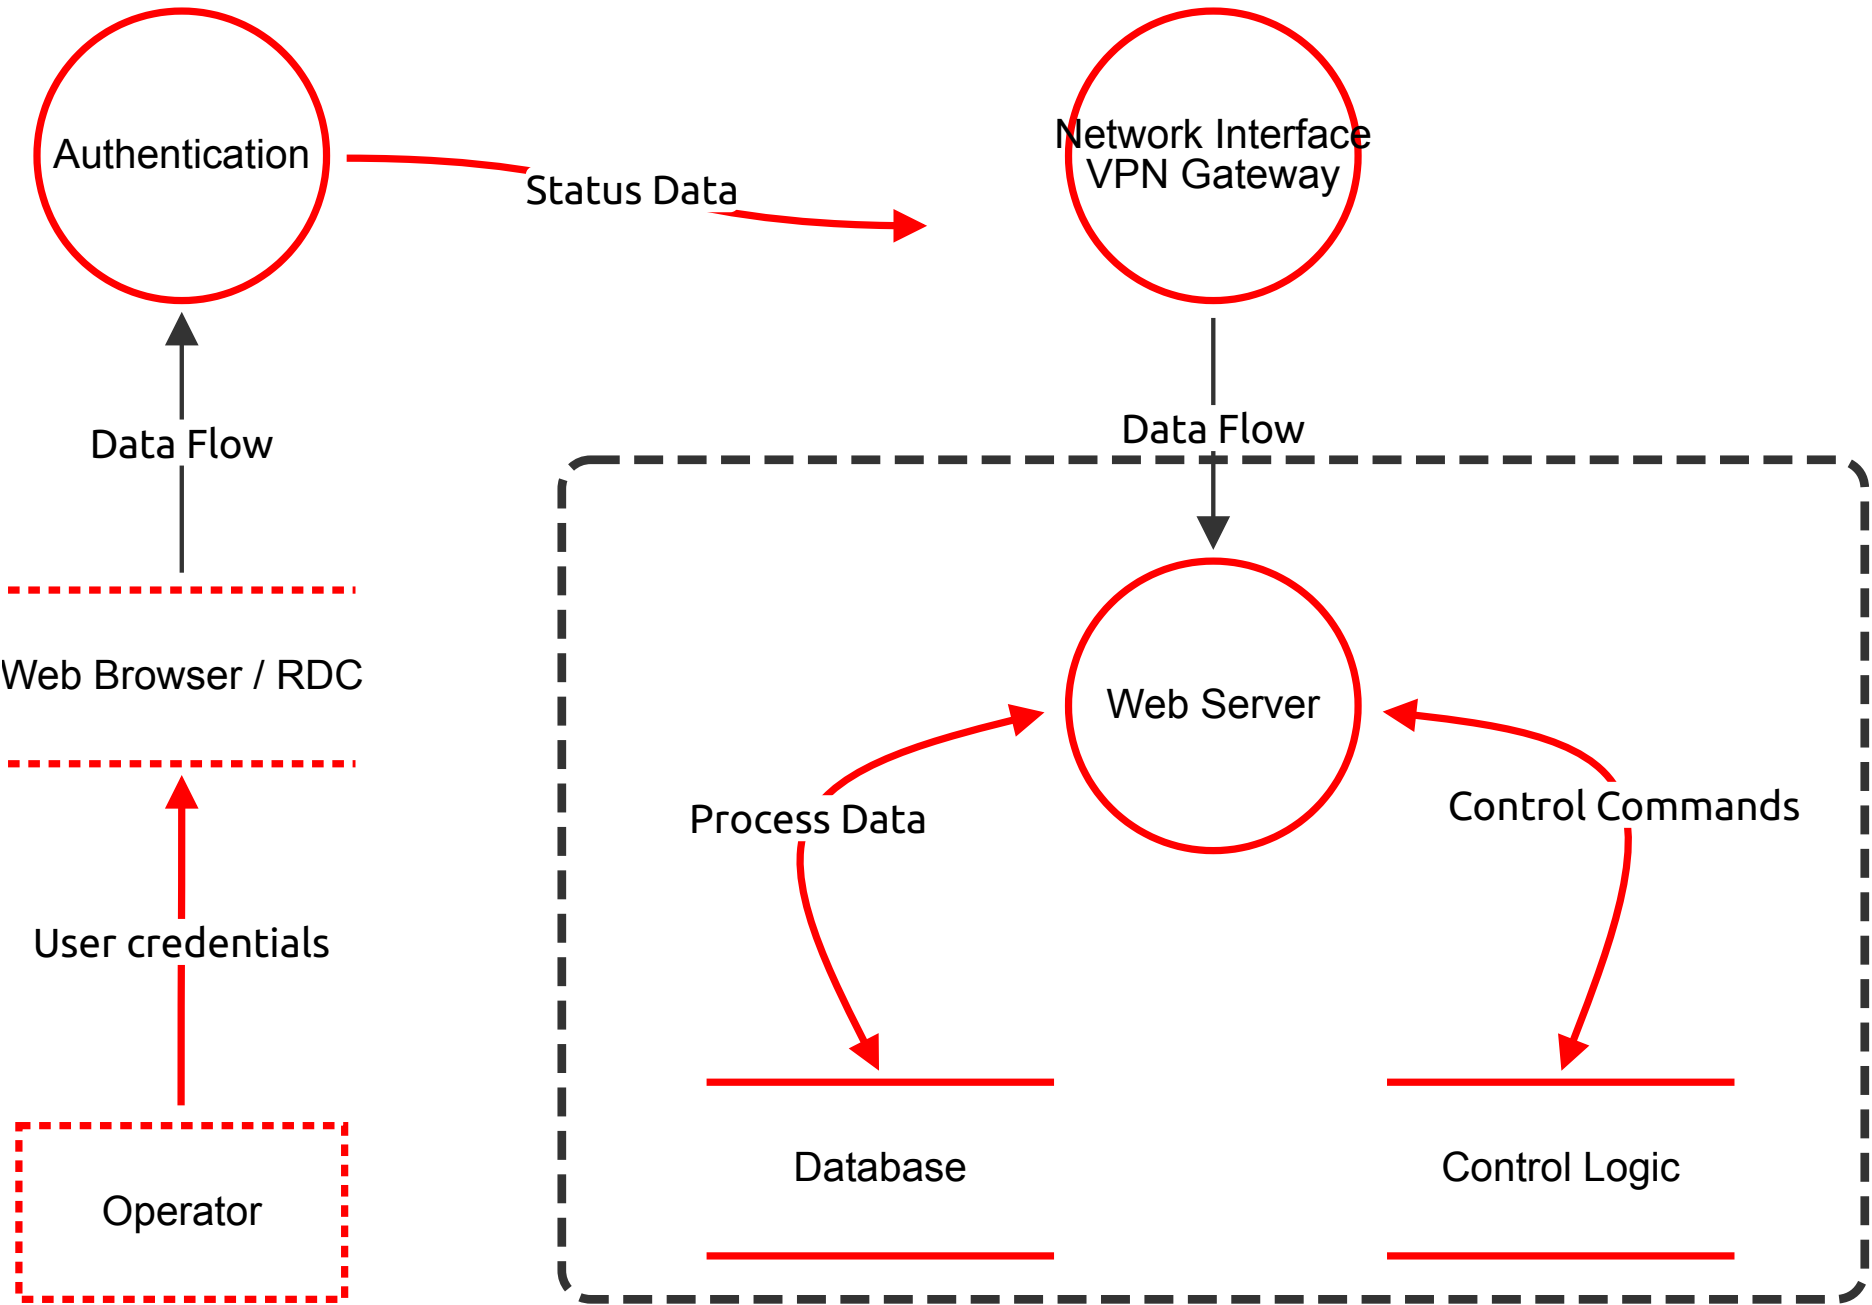 Authentication
Status Data
Network Interface
VPN Gateway
Data Flow
Data Flow
Web Browser / RDC
Web Server
Process Data
Control Commands
User credentials
Operator
Database
Control Logic